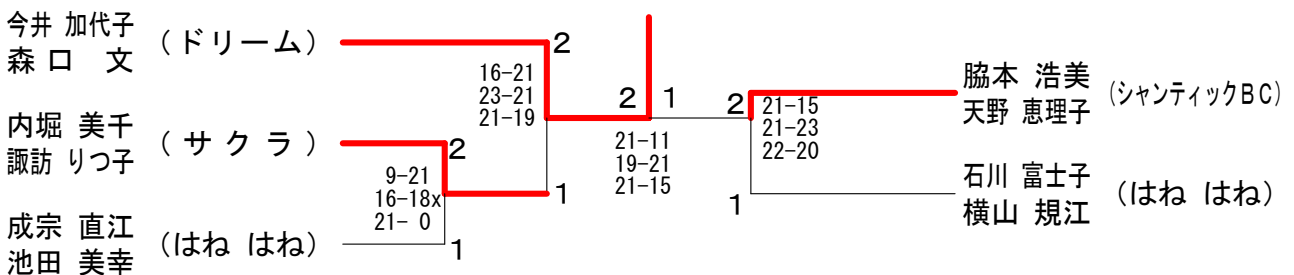 今井 加代子
森口 文
(ドリーム)
内堀 美千
諏訪 りつ子
(サクラ)
成宗 直江
池田 美幸
(はね はね)
2
16-21
23-21
21-19
2
9-21
16-18x
21- 0
1
1
2 1
21-11
19-21
21-15
2
21-15
21-23
22-20
1
脇本 浩美
天野 恵理子
(シャンティックBC)
石川 富士子
横山 規江
(はね はね)